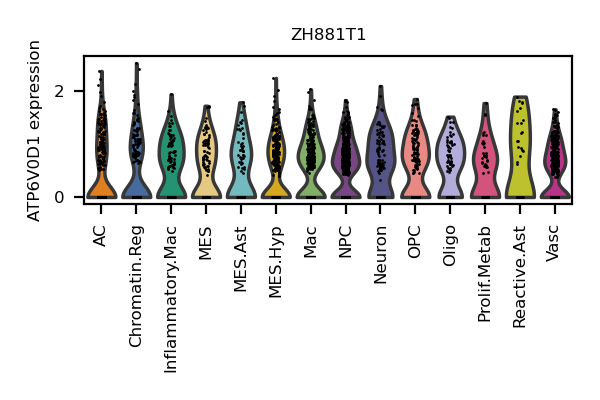 ZH881T1
ATP6V0D1 expression
2
0
AC
Chromatin.Reg
Inflammatory.Mac
MES
MES.Ast
MES.Hyp
Mac
NPC
Neuron
OPC
Oligo
Prolif.Metab
Reactive.Ast
Vasc